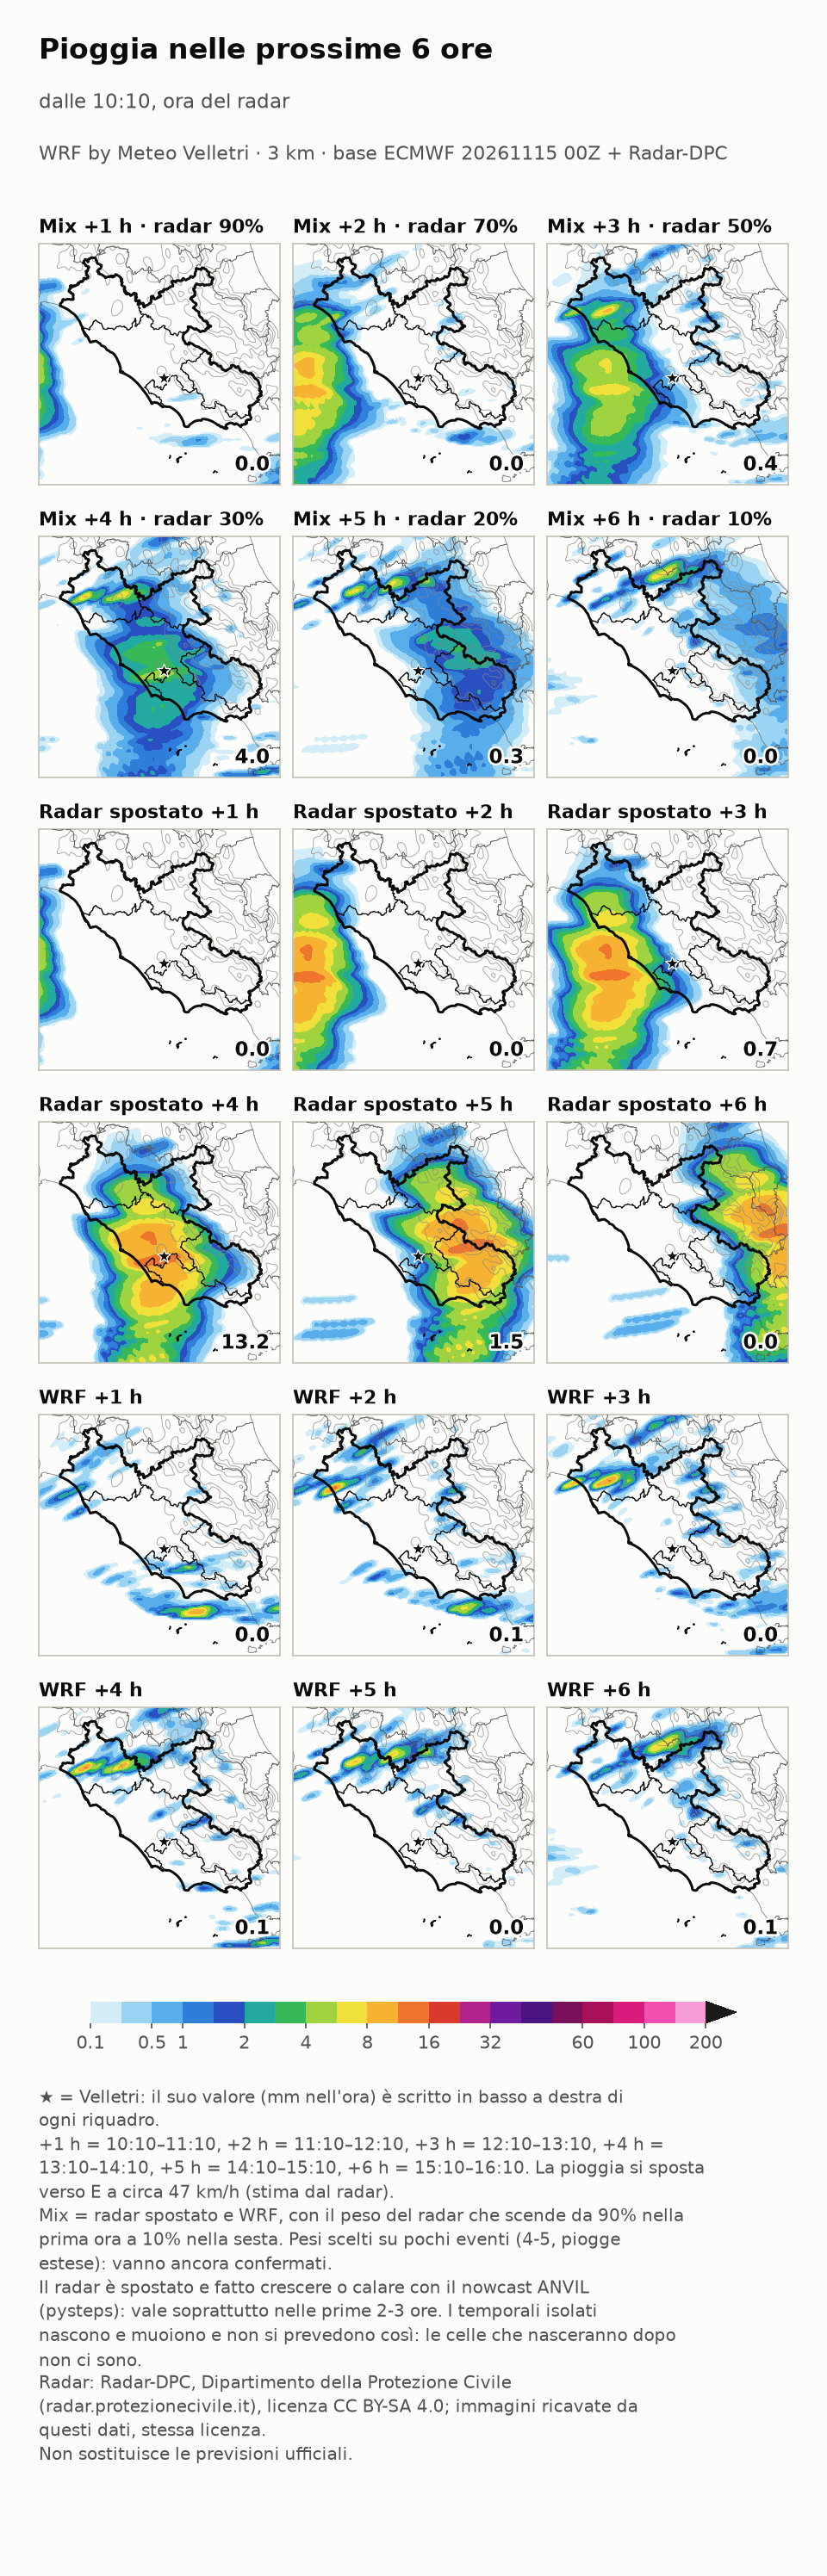 Pioggia nelle prossime 6 ore
dalle 10:10, ora del radar
WRF by Meteo Velletri · 3 km · base ECMWF 20261115 00Z + Radar-DPC
Mix +1 h · radar 90%
Mix +2 h · radar 70%
Mix +3 h · radar 50%
0.0
0.0
0.4
Mix +4 h · radar 30%
Mix +5 h · radar 20%
Mix +6 h · radar 10%
4.0
0.3
0.0
Radar spostato +1 h
Radar spostato +2 h
Radar spostato +3 h
0.0
0.0
0.7
Radar spostato +4 h
Radar spostato +5 h
Radar spostato +6 h
13.2
1.5
0.0
WRF +1 h
WRF +2 h
WRF +3 h
0.0
0.1
0.0
WRF +4 h
WRF +5 h
WRF +6 h
0.1
0.0
0.1
0.1 0.5 1 2 4 8 16 32 60 100 200
★ = Velletri: il suo valore (mm nell'ora) è scritto in basso a destra di
ogni riquadro.
+1 h = 10:10–11:10, +2 h = 11:10–12:10, +3 h = 12:10–13:10, +4 h =
13:10–14:10, +5 h = 14:10–15:10, +6 h = 15:10–16:10. La pioggia si sposta
verso E a circa 47 km/h (stima dal radar).
Mix = radar spostato e WRF, con il peso del radar che scende da 90% nella
prima ora a 10% nella sesta. Pesi scelti su pochi eventi (4-5, piogge
estese): vanno ancora confermati.
Il radar è spostato e fatto crescere o calare con il nowcast ANVIL
(pysteps): vale soprattutto nelle prime 2-3 ore. I temporali isolati
nascono e muoiono e non si prevedono così: le celle che nasceranno dopo
non ci sono.
Radar: Radar-DPC, Dipartimento della Protezione Civile
(radar.protezionecivile.it), licenza CC BY-SA 4.0; immagini ricavate da
questi dati, stessa licenza.
Non sostituisce le previsioni ufficiali.